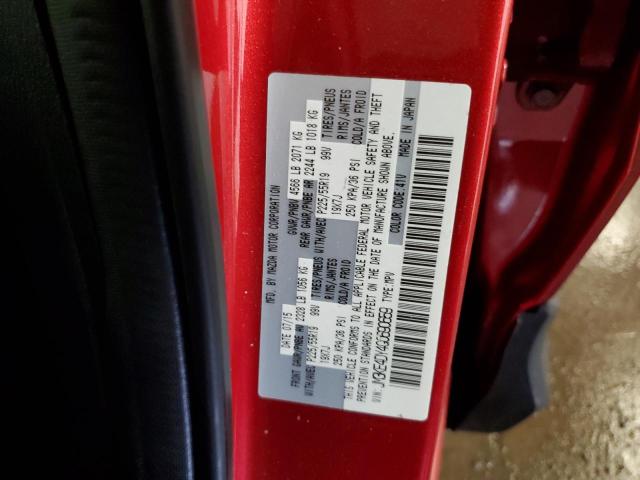 MFD. BY MAZDA MOTOR CORPORATION
DATE 07/15 GVWR/PNBV 4566 LB 2071 KG
FRONT GAWR/PNBE AV 2228 LB 1056 KG REAR GAWR/PNBE AR 2244 LB 1018 KG
WITH/AVEC TIRES/PNEUS WITH/AVEC TIRES/PNEUS
P225/55R19 99V P225/55R19 99V
RIMS/JANTES RIMS/JANTES
19X7J 19X7J
COLD/A FROID COLD/A FROID
250 KPA/36 PSI 250 KPA/36 PSI
THIS VEHICLE CONFORMS TO ALL APPLICABLE FEDERAL MOTOR VEHICLE SAFETY AND THEFT
PREVENTION STANDARDS IN EFFECT ON THE DATE OF MANUFACTURE SHOWN ABOVE.
TYPE:MPV COLOR CODE:41V MADE IN JAPAN
VIN: